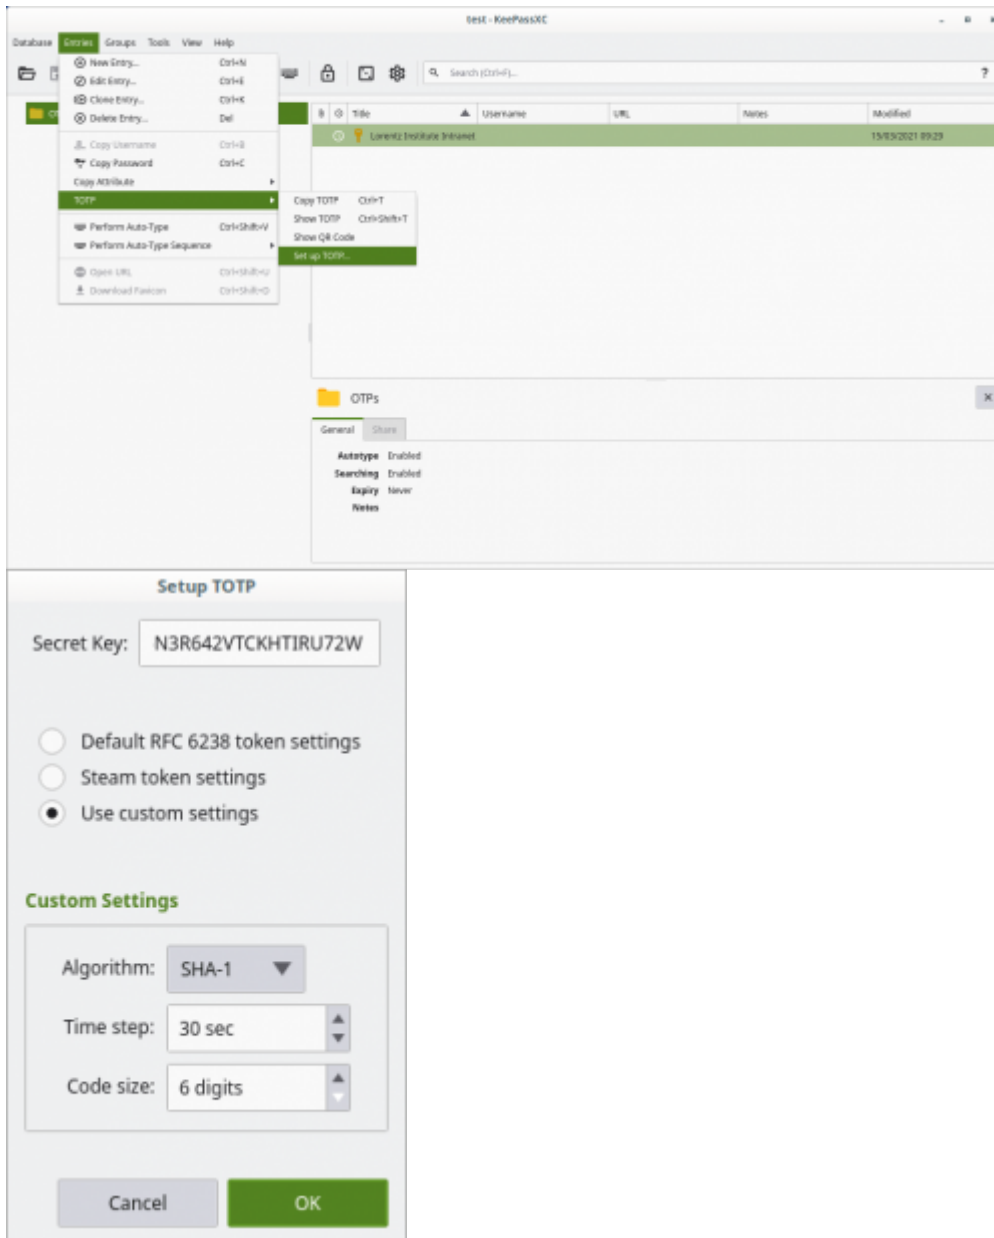 test - KeePassXC
Database Entries Groups Tools View Help
New Entry... Ctrl+N
Edit Entry... Ctrl+E
Clone Entry... Ctrl+K
Delete Entry... Del
Copy Username Ctrl+B
Copy Password Ctrl+C
Copy Attribute
TOTP
Perform Auto-Type Ctrl+Shift+V
Perform Auto-Type Sequence
Open URL Ctrl+Shift+U
Download Favicon Ctrl+Shift+D
Copy TOTP Ctrl+T
Show TOTP Ctrl+Shift+T
Show QR Code
Set up TOTP...
Search (Ctrl+F)... ?
Title Username URL Notes Modified
Lorentz Institute Intranet 15/03/2021 09:29
OTPs
General Share
Autotype Enabled
Searching Enabled
Expiry Never
Notes
Setup TOTP
Secret Key: N3R642VTCKHTIRU72W
Default RFC 6238 token settings
Steam token settings
Use custom settings
Custom Settings
Algorithm: SHA-1
Time step: 30 sec
Code size: 6 digits
Cancel OK